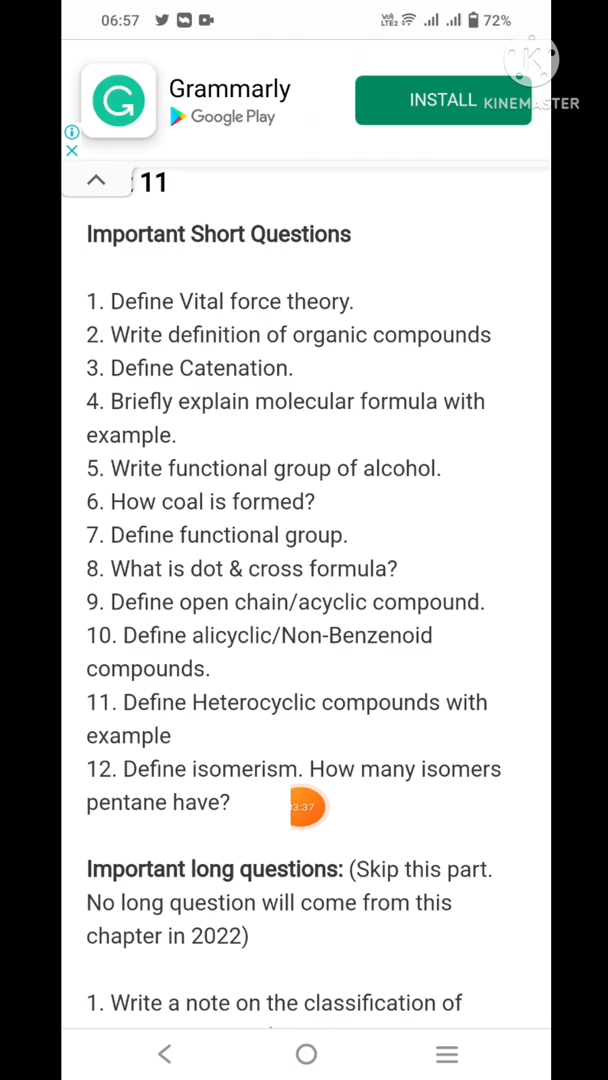 06:57
Vo) LTE2 72%
Grammarly
Google Play
INSTALL
KINEMASTER
: 11
Important Short Questions
1. Define Vital force theory.
2. Write definition of organic compounds
3. Define Catenation.
4. Briefly explain molecular formula with
example.
5. Write functional group of alcohol.
6. How coal is formed?
7. Define functional group.
8. What is dot & cross formula?
9. Define open chain/acyclic compound.
10. Define alicyclic/Non-Benzenoid
compounds.
11. Define Heterocyclic compounds with
example
12. Define isomerism. How many isomers
pentane have?
3:37
Important long questions: (Skip this part.
No long question will come from this
chapter in 2022)
1. Write a note on the classification of